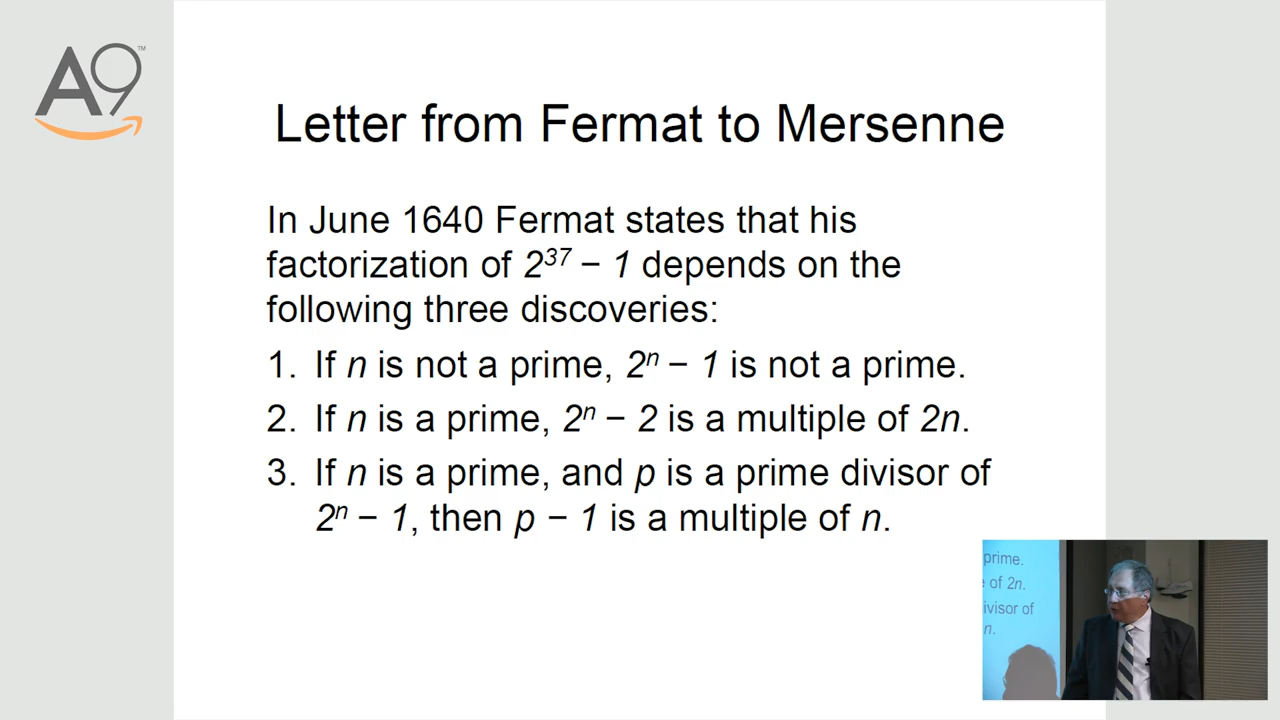 A9™
Letter from Fermat to Mersenne
In June 1640 Fermat states that his
factorization of 2³⁷ − 1 depends on the
following three discoveries:
1. If n is not a prime, 2ⁿ − 1 is not a prime.
2. If n is a prime, 2ⁿ − 2 is a multiple of 2n.
3. If n is a prime, and p is a prime divisor of
2ⁿ − 1, then p − 1 is a multiple of n.
prime.
of 2n.
ivisor of
n.